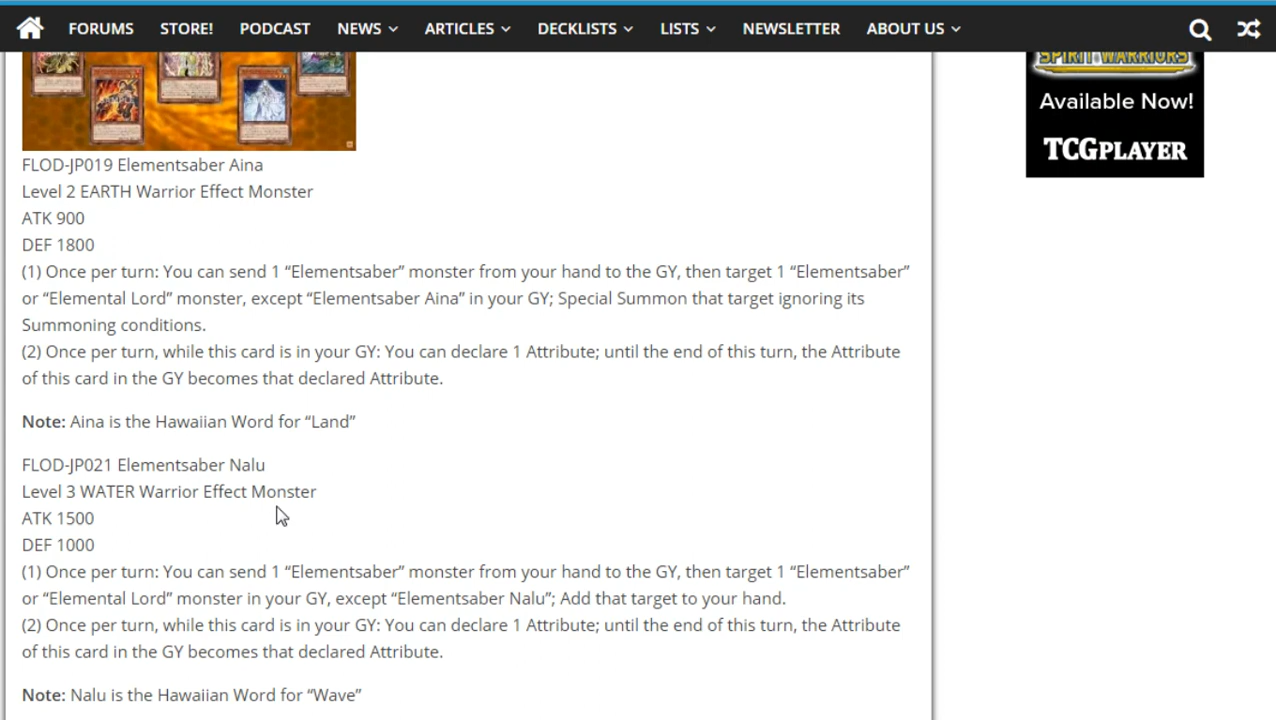 FORUMS STORE! PODCAST NEWS ARTICLES DECKLISTS LISTS NEWSLETTER ABOUT US
SPIRIT WARRIORS
Available Now!
TCGPLAYER
FLOD-JP019 Elementsaber Aina
Level 2 EARTH Warrior Effect Monster
ATK 900
DEF 1800
(1) Once per turn: You can send 1 “Elementsaber” monster from your hand to the GY, then target 1 “Elementsaber”
or “Elemental Lord” monster, except “Elementsaber Aina” in your GY; Special Summon that target ignoring its
Summoning conditions.
(2) Once per turn, while this card is in your GY: You can declare 1 Attribute; until the end of this turn, the Attribute
of this card in the GY becomes that declared Attribute.
Note: Aina is the Hawaiian Word for “Land”
FLOD-JP021 Elementsaber Nalu
Level 3 WATER Warrior Effect Monster
ATK 1500
DEF 1000
(1) Once per turn: You can send 1 “Elementsaber” monster from your hand to the GY, then target 1 “Elementsaber”
or “Elemental Lord” monster in your GY, except “Elementsaber Nalu”; Add that target to your hand.
(2) Once per turn, while this card is in your GY: You can declare 1 Attribute; until the end of this turn, the Attribute
of this card in the GY becomes that declared Attribute.
Note: Nalu is the Hawaiian Word for “Wave”